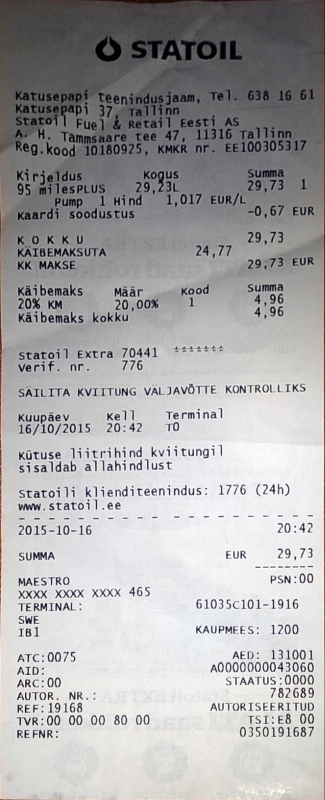 STATOIL
Katusepapi teenindusjaam, Tel. 638 16 61
Katusepapi 37, Tallinn
Statoil Fuel & Retail Eesti AS
A. H. Tammsaare tee 47, 11316 Tallinn
Reg.kood 10180925, KMKR nr. EE100305317
Kirjeldus Kogus Summa
95 milesPLUS 29,23L 29,73 1
Pump 1 Hind 1,017 EUR/L
Kaardi soodustus -0,67 EUR
K O K K U 29,73
KÄIBEMAKSUTA 24,77
KK MAKSE 29,73 EUR
Käibemaks Määr Kood Summa
20% KM 20,00% 1 4,96
Käibemaks kokku 4,96
Statoil Extra 70441 *******
Verif. nr. 776
SÄILITA KVIITUNG VÄLJAVÕTTE KONTROLLIKS
Kuupäev Kell Terminal
16/10/2015 20:42 T0
Kütuse liitrihind kviitungil
sisaldab allahindlust
Statoili klienditeenindus: 1776 (24h)
www.statoil.ee
2015-10-16 20:42
SUMMA EUR 29,73
MAESTRO PSN:00
XXXX XXXX XXXX 465
TERMINAL: 61035C101-1916
SWE
IB1 KAUPMEES: 1200
ATC:0075 AED: 131001
AID: A0000000043060
ARC:00 STAATUS:0000
AUTOR. NR.: 782689
REF:19168 AUTORISEERITUD
TVR:00 00 00 80 00 TSI:E8 00
REFNR: 0350191687